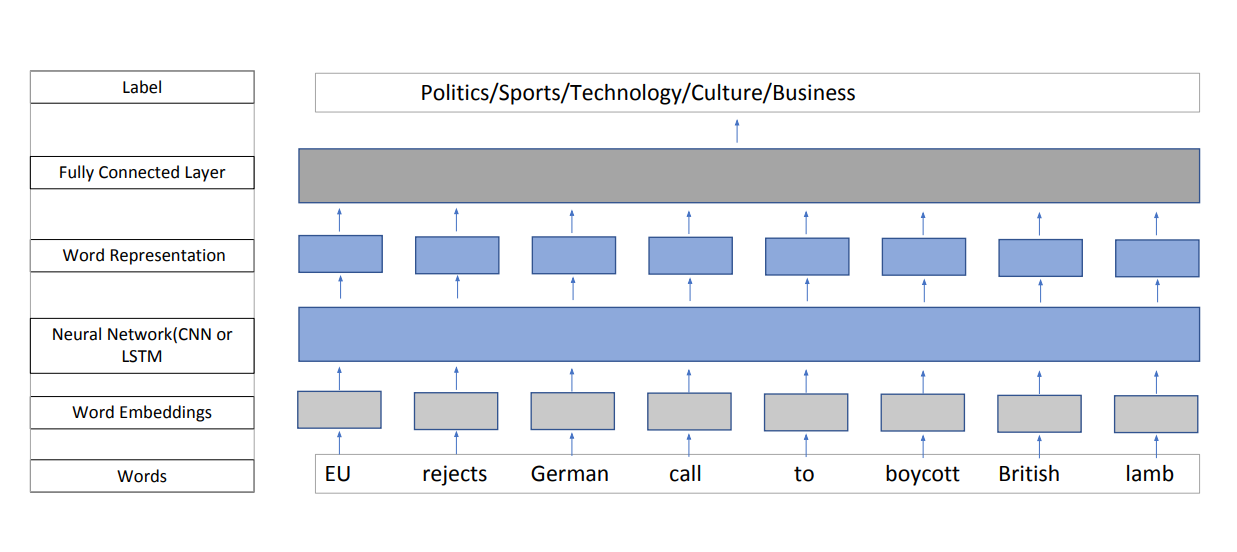 Label
Politics/Sports/Technology/Culture/Business
Fully Connected Layer
Word Representation
Neural Network(CNN or
LSTM
Word Embeddings
Words
EU rejects German call to boycott British lamb